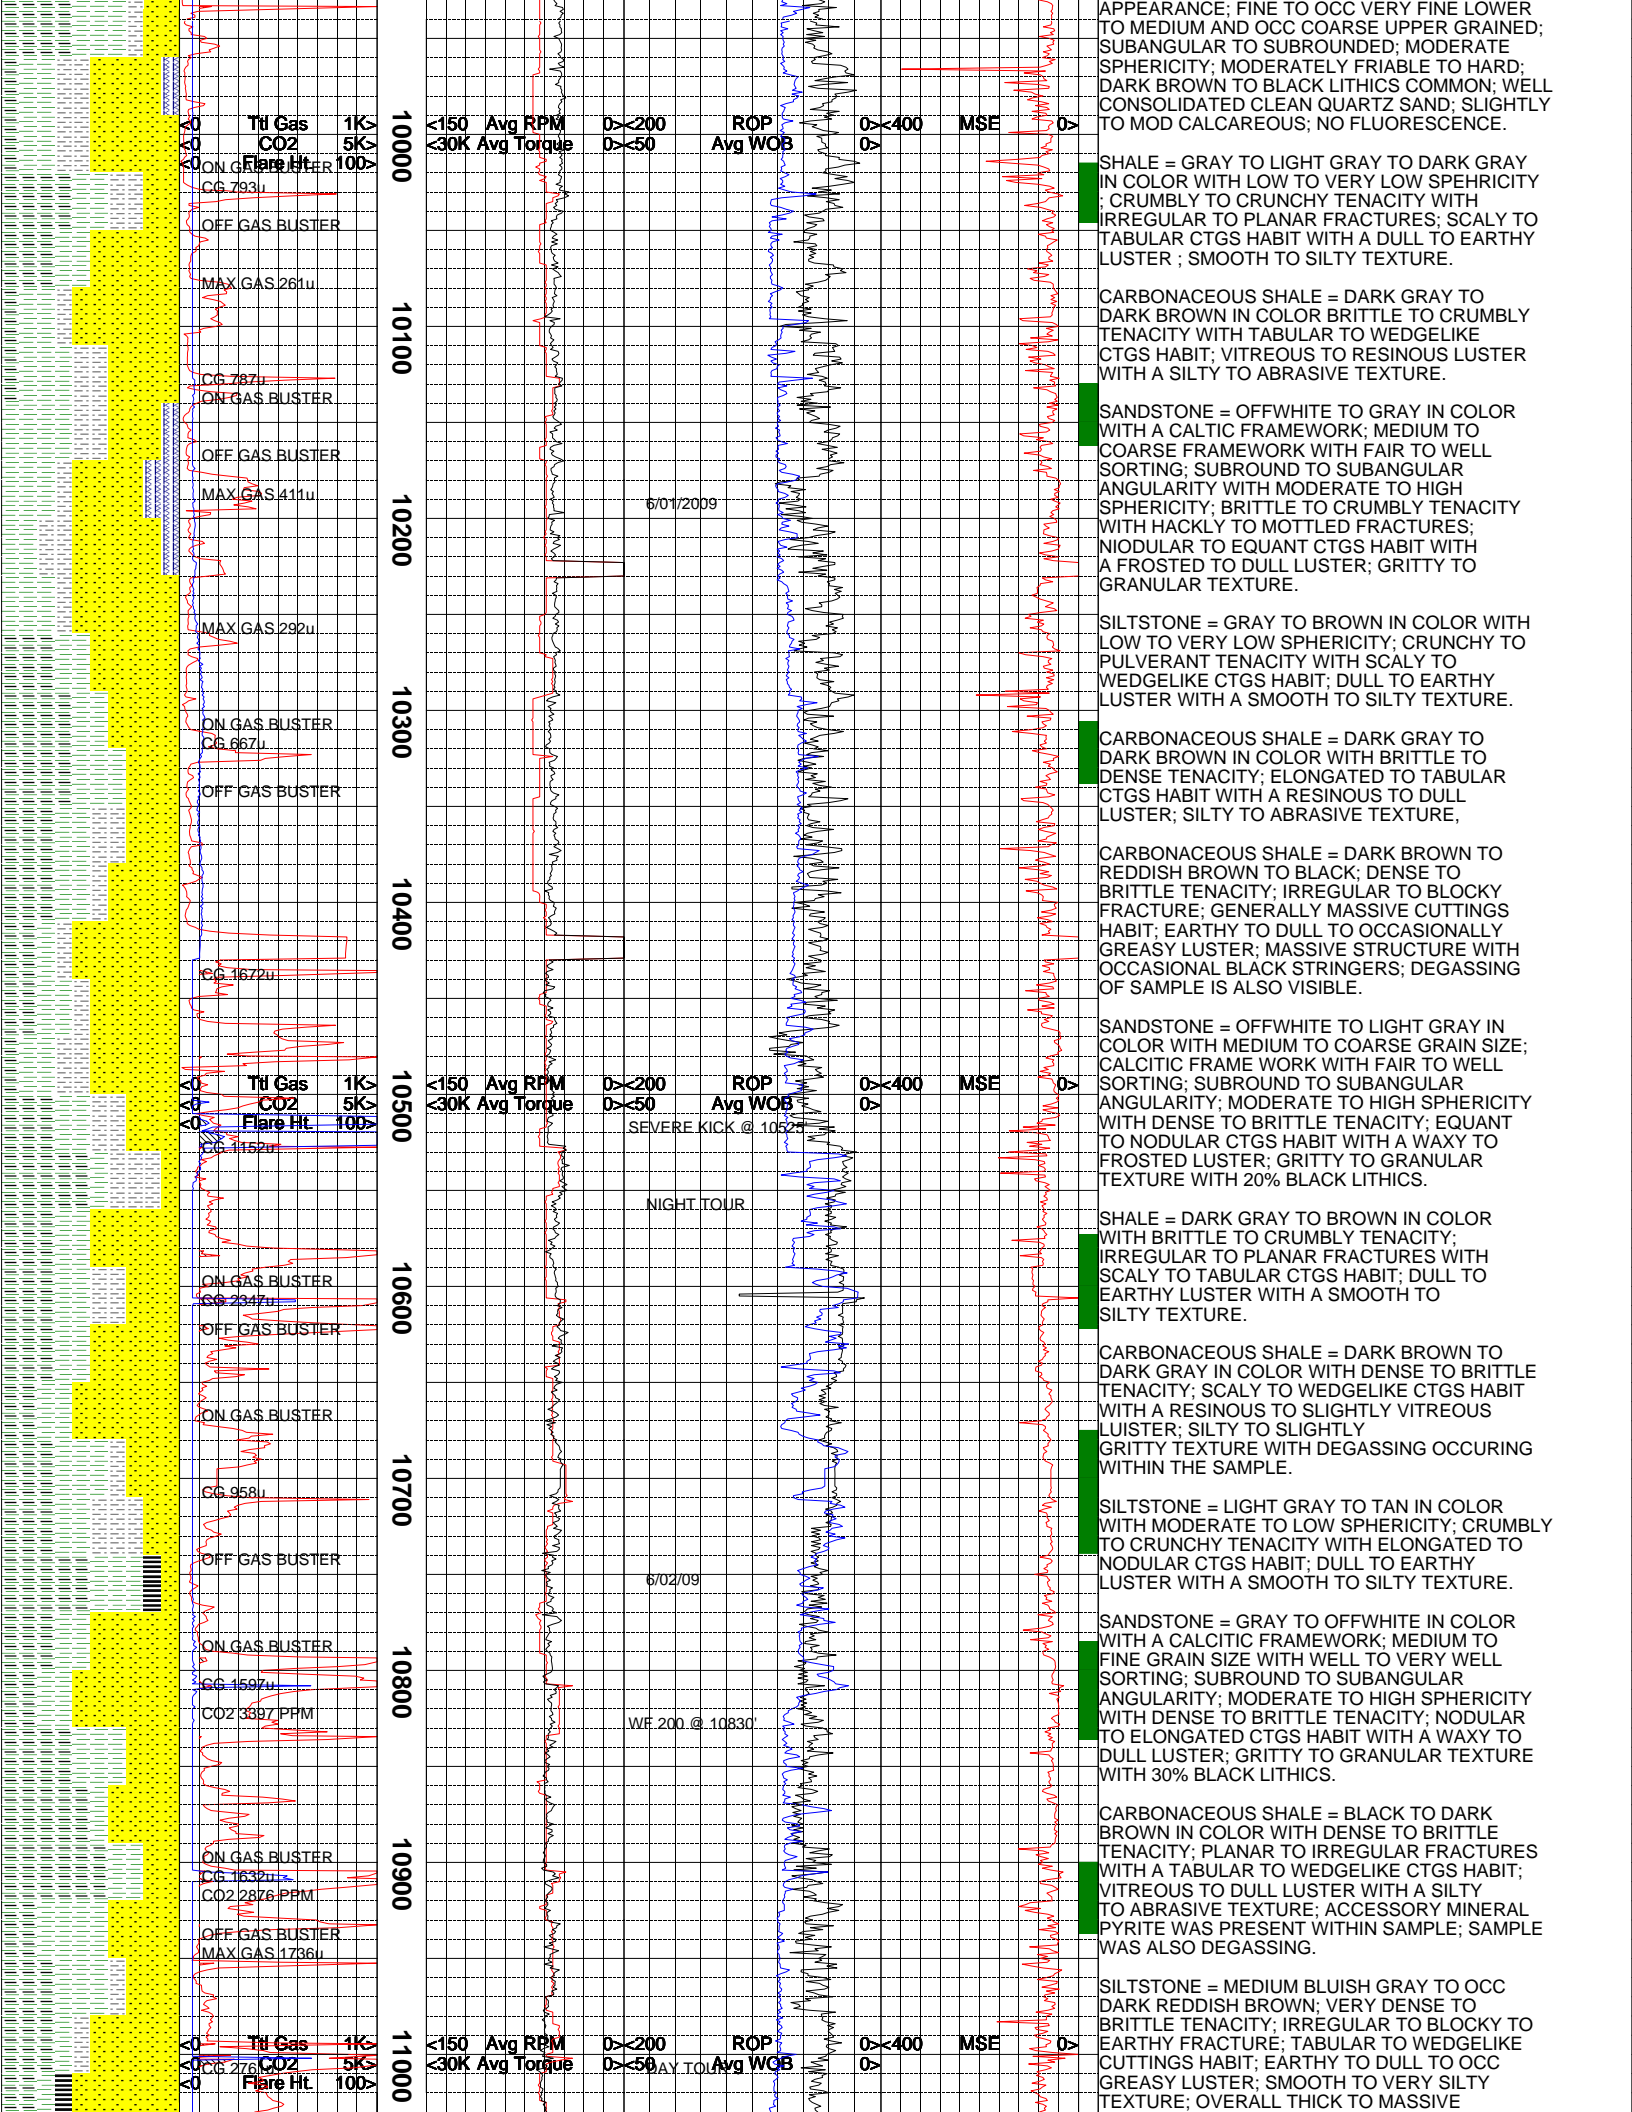 <0 Ttl Gas 1K>
<0 CO2 5K>
<0 Flare Ht. 100>
<150 Avg RPM 0>
<30K Avg Torque 0>
<200 ROP 0>
<50 Avg WOB 0>
<400 MSE 0>
ON GAS BUSTER
CG 793u
OFF GAS BUSTER
MAX GAS 261u
CG 787u
ON GAS BUSTER
OFF GAS BUSTER
MAX GAS 411u
MAX GAS 292u
ON GAS BUSTER
CG 667u
OFF GAS BUSTER
CG 1672u
<0 Ttl Gas 1K>
<0 CO2 5K>
<0 Flare Ht. 100>
<150 Avg RPM 0>
<30K Avg Torque 0>
<200 ROP 0>
<50 Avg WOB 0>
<400 MSE 0>
CG 1152u
ON GAS BUSTER
CG 2347u
OFF GAS BUSTER
ON GAS BUSTER
CG 958u
OFF GAS BUSTER
ON GAS BUSTER
CG 1597u
CO2 3397 PPM
ON GAS BUSTER
CG 1632u
CO2 2876 PPM
OFF GAS BUSTER
MAX GAS 1736u
<0 Ttl Gas 1K>
<0 CO2 5K>
<0 Flare Ht. 100>
<150 Avg RPM 0>
<30K Avg Torque 0>
<200 ROP 0>
<50 Avg WOB 0>
<400 MSE 0>
10000
10100
10200
10300
10400
10500
10600
10700
10800
10900
11000
6/01/2009
SEVERE KICK @ 10525'
NIGHT TOUR
6/02/09
WF 200 @ 10830'
DAY TOUR
APPEARANCE; FINE TO OCC VERY FINE LOWER
TO MEDIUM AND OCC COARSE UPPER GRAINED;
SUBANGULAR TO SUBROUNDED; MODERATE
SPHERICITY; MODERATELY FRIABLE TO HARD;
DARK BROWN TO BLACK LITHICS COMMON; WELL
CONSOLIDATED CLEAN QUARTZ SAND; SLIGHTLY
TO MOD CALCAREOUS; NO FLUORESCENCE.
SHALE = GRAY TO LIGHT GRAY TO DARK GRAY
IN COLOR WITH LOW TO VERY LOW SPEHRICITY
; CRUMBLY TO CRUNCHY TENACITY WITH
IRREGULAR TO PLANAR FRACTURES; SCALY TO
TABULAR CTGS HABIT WITH A DULL TO EARTHY
LUSTER ; SMOOTH TO SILTY TEXTURE.
CARBONACEOUS SHALE = DARK GRAY TO
DARK BROWN IN COLOR BRITTLE TO CRUMBLY
TENACITY WITH TABULAR TO WEDGELIKE
CTGS HABIT; VITREOUS TO RESINOUS LUSTER
WITH A SILTY TO ABRASIVE TEXTURE.
SANDSTONE = OFFWHITE TO GRAY IN COLOR
WITH A CALTIC FRAMEWORK; MEDIUM TO
COARSE FRAMEWORK WITH FAIR TO WELL
SORTING; SUBROUND TO SUBANGULAR
ANGULARITY WITH MODERATE TO HIGH
SPHERICITY; BRITTLE TO CRUMBLY TENACITY
WITH HACKLY TO MOTTLED FRACTURES;
NIODULAR TO EQUANT CTGS HABIT WITH
A FROSTED TO DULL LUSTER; GRITTY TO
GRANULAR TEXTURE.
SILTSTONE = GRAY TO BROWN IN COLOR WITH
LOW TO VERY LOW SPHERICITY; CRUNCHY TO
PULVERANT TENACITY WITH SCALY TO
WEDGELIKE CTGS HABIT; DULL TO EARTHY
LUSTER WITH A SMOOTH TO SILTY TEXTURE.
CARBONACEOUS SHALE = DARK GRAY TO
DARK BROWN IN COLOR WITH BRITTLE TO
DENSE TENACITY; ELONGATED TO TABULAR
CTGS HABIT WITH A RESINOUS TO DULL
LUSTER; SILTY TO ABRASIVE TEXTURE,
CARBONACEOUS SHALE = DARK BROWN TO
REDDISH BROWN TO BLACK; DENSE TO
BRITTLE TENACITY; IRREGULAR TO BLOCKY
FRACTURE; GENERALLY MASSIVE CUTTINGS
HABIT; EARTHY TO DULL TO OCCASIONALLY
GREASY LUSTER; MASSIVE STRUCTURE WITH
OCCASIONAL BLACK STRINGERS; DEGASSING
OF SAMPLE IS ALSO VISIBLE.
SANDSTONE = OFFWHITE TO LIGHT GRAY IN
COLOR WITH MEDIUM TO COARSE GRAIN SIZE;
CALCITIC FRAME WORK WITH FAIR TO WELL
SORTING; SUBROUND TO SUBANGULAR
ANGULARITY; MODERATE TO HIGH SPHERICITY
WITH DENSE TO BRITTLE TENACITY; EQUANT
TO NODULAR CTGS HABIT WITH A WAXY TO
FROSTED LUSTER; GRITTY TO GRANULAR
TEXTURE WITH 20% BLACK LITHICS.
SHALE = DARK GRAY TO BROWN IN COLOR
WITH BRITTLE TO CRUMBLY TENACITY;
IRREGULAR TO PLANAR FRACTURES WITH
SCALY TO TABULAR CTGS HABIT; DULL TO
EARTHY LUSTER WITH A SMOOTH TO
SILTY TEXTURE.
CARBONACEOUS SHALE = DARK BROWN TO
DARK GRAY IN COLOR WITH DENSE TO BRITTLE
TENACITY; SCALY TO WEDGELIKE CTGS HABIT
WITH A RESINOUS TO SLIGHTLY VITREOUS
LUISTER; SILTY TO SLIGHTLY
GRITTY TEXTURE WITH DEGASSING OCCURING
WITHIN THE SAMPLE.
SILTSTONE = LIGHT GRAY TO TAN IN COLOR
WITH MODERATE TO LOW SPHERICITY; CRUMBLY
TO CRUNCHY TENACITY WITH ELONGATED TO
NODULAR CTGS HABIT; DULL TO EARTHY
LUSTER WITH A SMOOTH TO SILTY TEXTURE.
SANDSTONE = GRAY TO OFFWHITE IN COLOR
WITH A CALCITIC FRAMEWORK; MEDIUM TO
FINE GRAIN SIZE WITH WELL TO VERY WELL
SORTING; SUBROUND TO SUBANGULAR
ANGULARITY; MODERATE TO HIGH SPHERICITY
WITH DENSE TO BRITTLE TENACITY; NODULAR
TO ELONGATED CTGS HABIT WITH A WAXY TO
DULL LUSTER; GRITTY TO GRANULAR TEXTURE
WITH 30% BLACK LITHICS.
CARBONACEOUS SHALE = BLACK TO DARK
BROWN IN COLOR WITH DENSE TO BRITTLE
TENACITY; PLANAR TO IRREGULAR FRACTURES
WITH A TABULAR TO WEDGELIKE CTGS HABIT;
VITREOUS TO DULL LUSTER WITH A SILTY
TO ABRASIVE TEXTURE; ACCESSORY MINERAL
PYRITE WAS PRESENT WITHIN SAMPLE; SAMPLE
WAS ALSO DEGASSING.
SILTSTONE = MEDIUM BLUISH GRAY TO OCC
DARK REDDISH BROWN; VERY DENSE TO
BRITTLE TENACITY; IRREGULAR TO BLOCKY TO
EARTHY FRACTURE; TABULAR TO WEDGELIKE
CUTTINGS HABIT; EARTHY TO DULL TO OCC
GREASY LUSTER; SMOOTH TO VERY SILTY
TEXTURE; OVERALL THICK TO MASSIVE